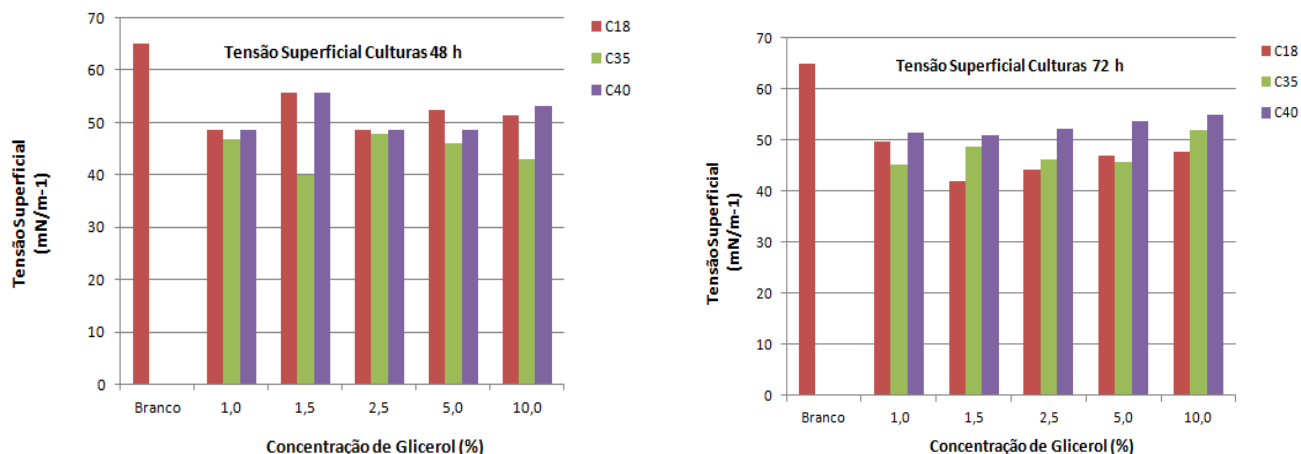 Tensão Superficial Culturas 48 h
70
60
50
40
30
20
10
0
Tensão Superficial
(mN/m-1)
Branco 1,0 1,5 2,5 5,0 10,0
Concentração de Glicerol (%)
C18
C35
C40
Tensão Superficial Culturas 72 h
70
60
50
40
30
20
10
0
Tensão Superficial
(mN/m-1)
Branco 1,0 1,5 2,5 5,0 10,0
Concentração de Glicerol (%)
C18
C35
C40